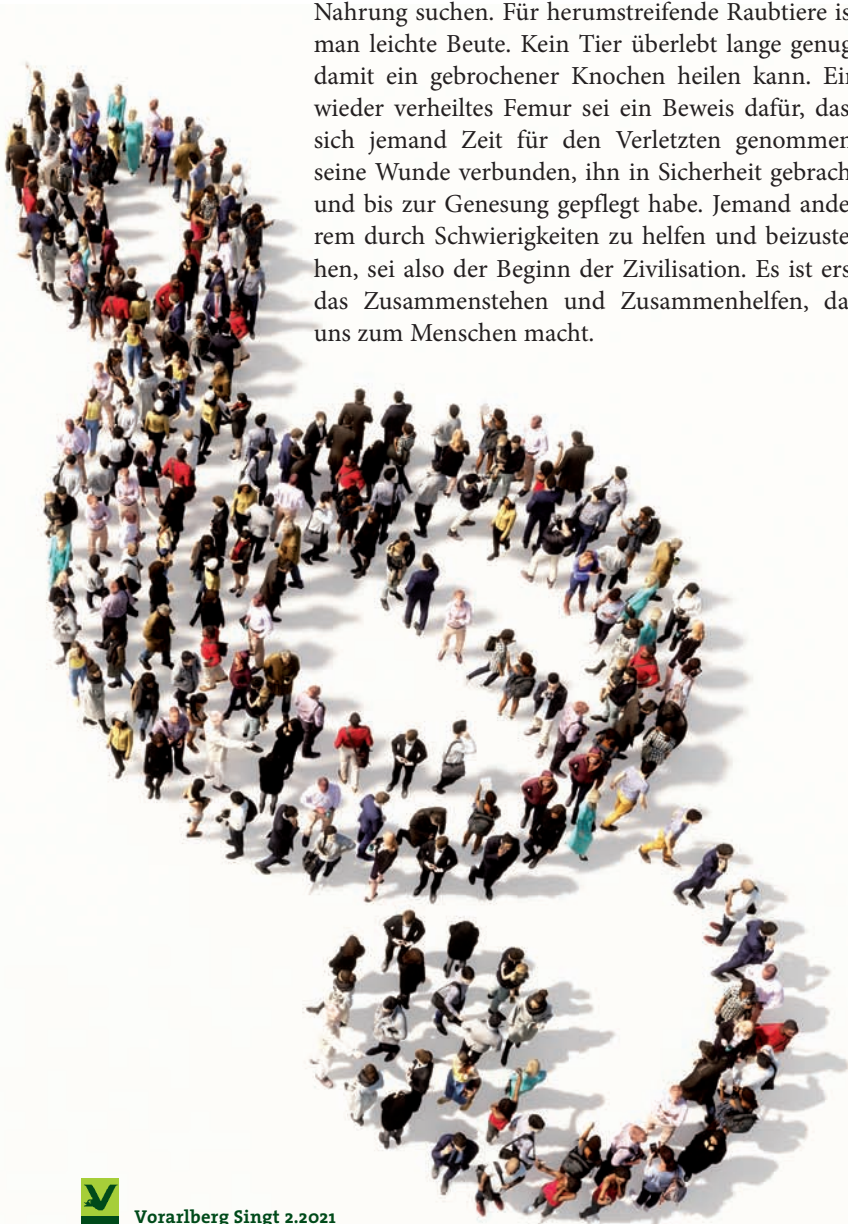 Nahrung suchen. Für herumstreifende Raubtiere is
man leichte Beute. Kein Tier überlebt lange genug
damit ein gebrochener Knochen heilen kann. Ein
wieder verheiltes Femur sei ein Beweis dafür, das
sich jemand Zeit für den Verletzten genommen
seine Wunde verbunden, ihn in Sicherheit gebrach
und bis zur Genesung gepflegt habe. Jemand ande
rem durch Schwierigkeiten zu helfen und beizuste
hen, sei also der Beginn der Zivilisation. Es ist ers
das Zusammenstehen und Zusammenhelfen, da
uns zum Menschen macht.
Vorarlberg Singt 2.2021